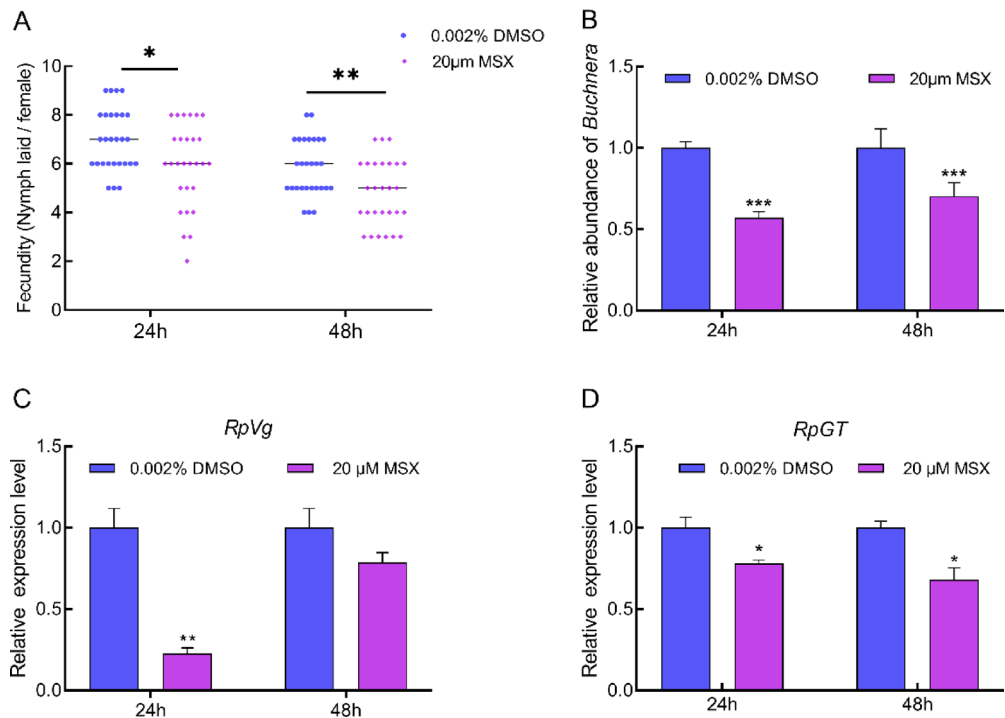 A
0.002% DMSO
20μm MSX
*
**
Fecundity (Nymph laid / female)
10
8
6
4
2
0
24h
48h
B
0.002% DMSO
20μm MSX
Relative abundance of Buchnera
1.5
1.0
0.5
0.0
***
***
24h
48h
C
RpVg
0.002% DMSO
20 μM MSX
Relative expression level
1.5
1.0
0.5
0.0
**
24h
48h
D
RpGT
0.002% DMSO
20 μM MSX
Relative expression level
1.5
1.0
0.5
0.0
*
*
24h
48h